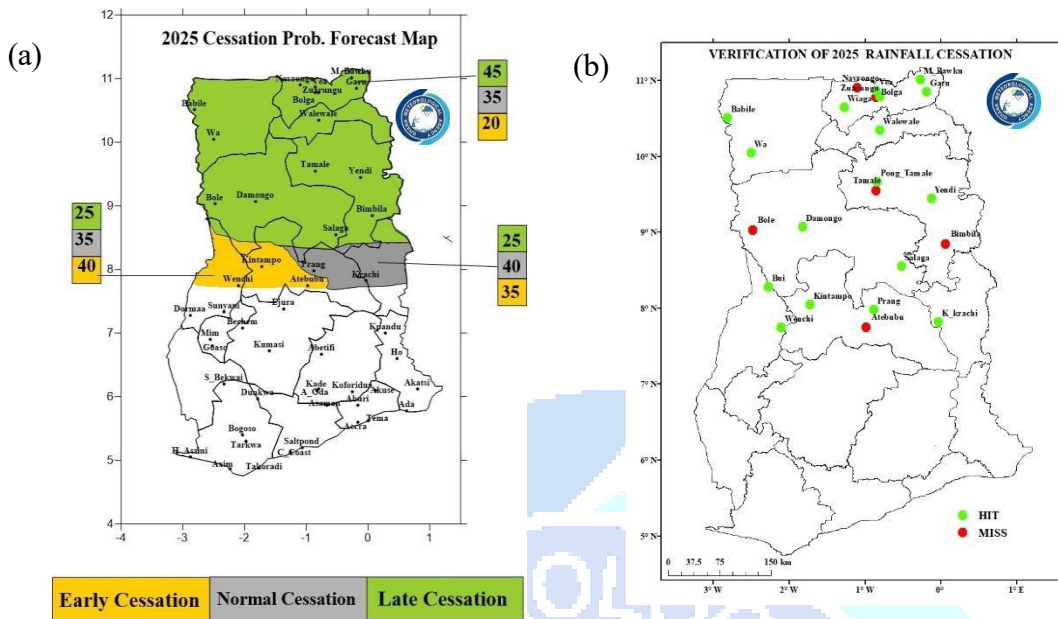 (a)
2025 Cessation Prob. Forecast Map
12
11
10
9
8
7
6
5
4
-4
-3
-2
-1
0
1
M_Bawku
Navrongo
Vea
Garu
Zuarungu
Bolga
Walewale
Babile
Wa
Tamale
Yendi
Bole
Damongo
Bimbila
Salaga
Kintampo
Prang
Krachi
Wenchi
Atebubu
Ejura
Dormaa
Sunyani
Brchem
Kpandu
Mim
Goaso
Kumasi
Abetifi
Ho
S_Bekwai
Dunkwa
Kade
A_Oda
Koforidua
Akuse
Akatsi
Asaman
Aburi
Ada
Tema
Accra
Bogoso
Tarkwa
Saltpond
C_Coast
H_Assini
Axim
Takoradi
45
35
20
25
35
40
25
40
35
Early Cessation
Normal Cessation
Late Cessation
(b)
VERIFICATION OF 2025 RAINFALL CESSATION
11° N
10° N
9° N
8° N
7° N
6° N
5° N
3° W
2° W
1° W
0°
1° E
M_Bawku
Navrongo
Vea
Garu
Zuarungu
Bolga
Wiaga
Babile
Walewale
Wa
Pong_Tamale
Tamale
Yendi
Bole
Damongo
Bimbila
Salaga
Bui
Kintampo
Prang
Wenchi
Atebubu
K_krachi
HIT
MISS
0 37.5 75 150 km